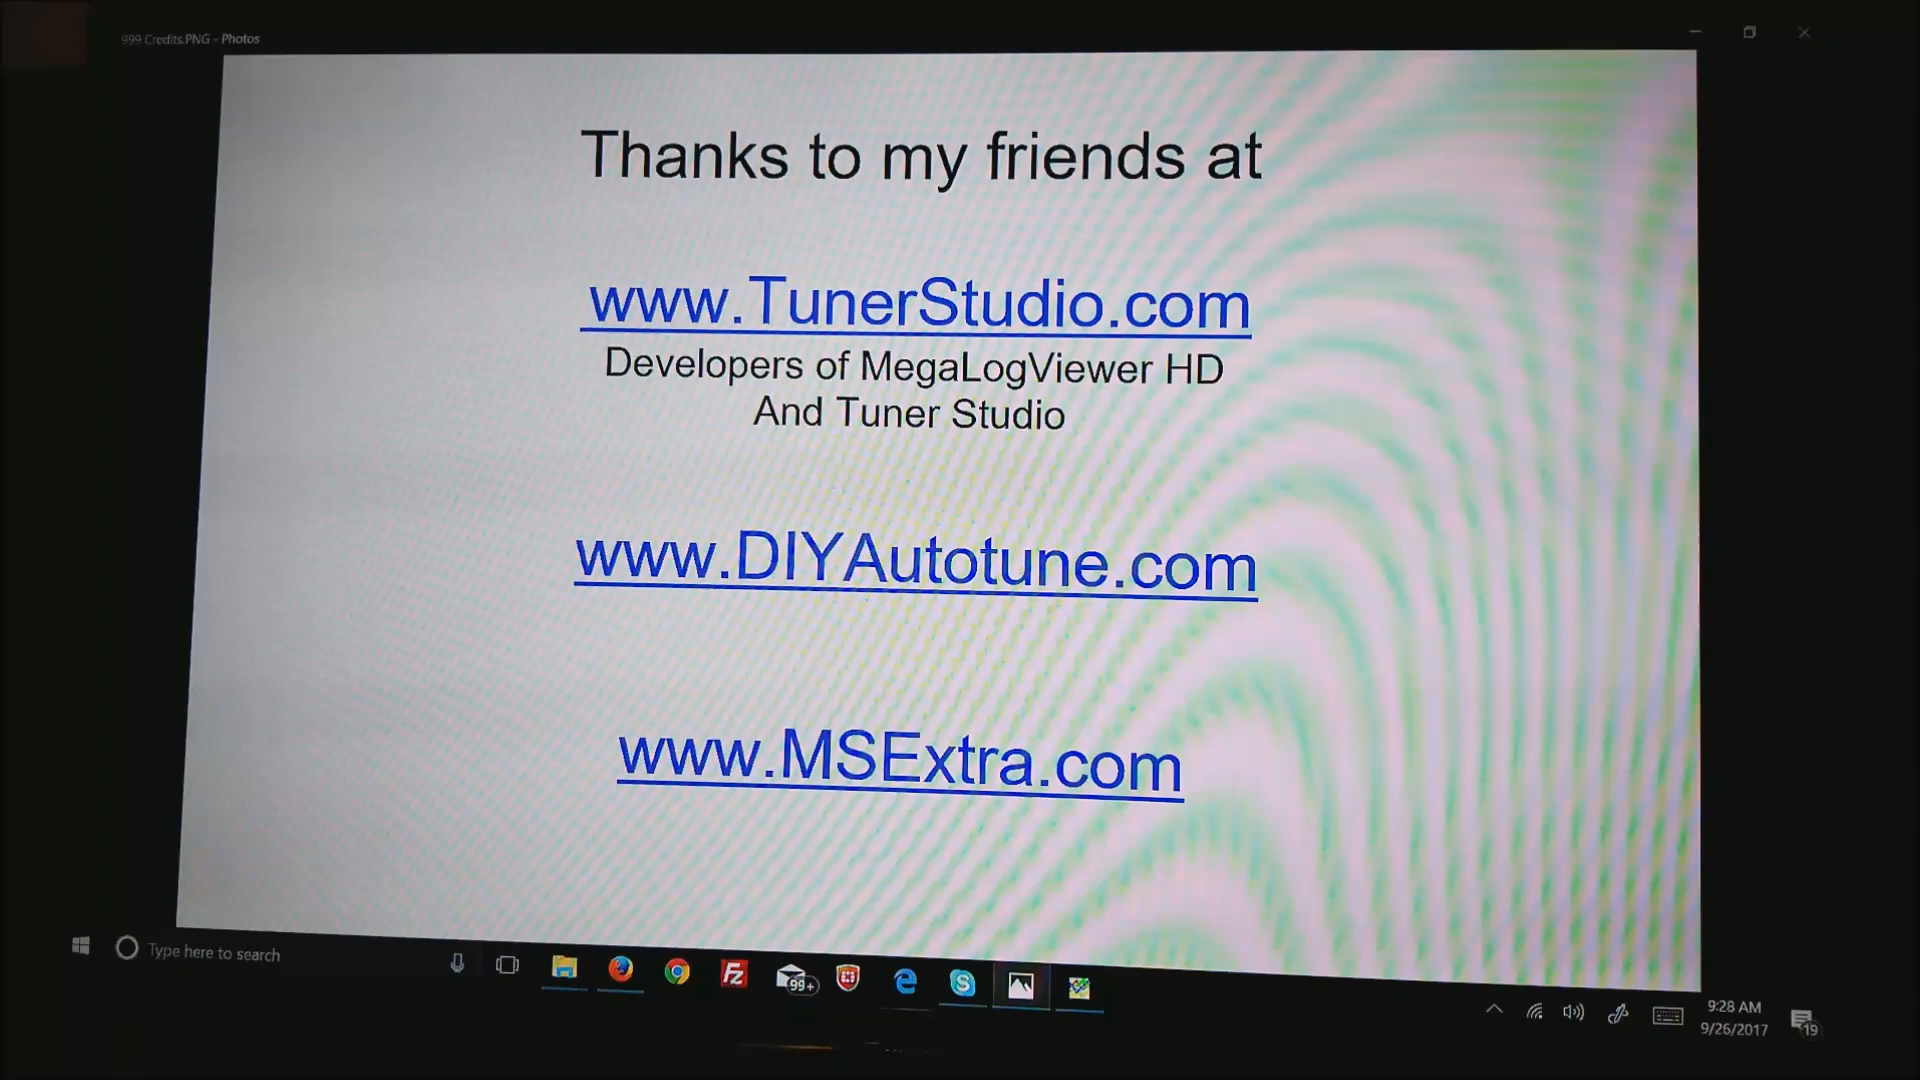 999 Credits.PNG - Photos
Thanks to my friends at
www.TunerStudio.com
Developers of MegaLogViewer HD
And Tuner Studio
www.DIYAutotune.com
www.MSExtra.com
Type here to search
99+
9:28 AM
9/26/2017
19